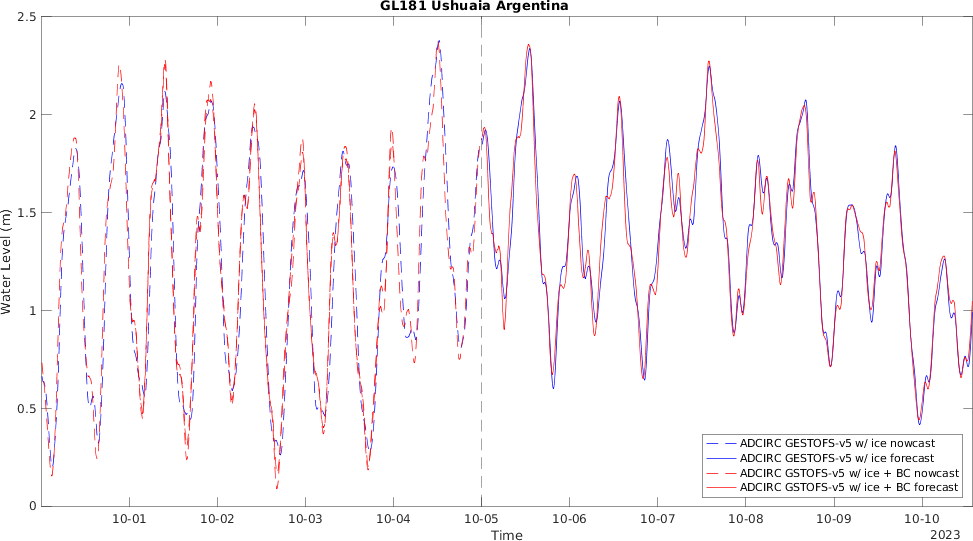 GL181 Ushuaia Argentina
2.5
2
1.5
1
0.5
0
Water Level (m)
10-01 10-02 10-03 10-04 10-05 10-06 10-07 10-08 10-09 10-10
2023
Time
ADCIRC GESTOFS-v5 w/ ice nowcast
ADCIRC GESTOFS-v5 w/ ice forecast
ADCIRC GSTOFS-v5 w/ ice + BC nowcast
ADCIRC GSTOFS-v5 w/ ice + BC forecast